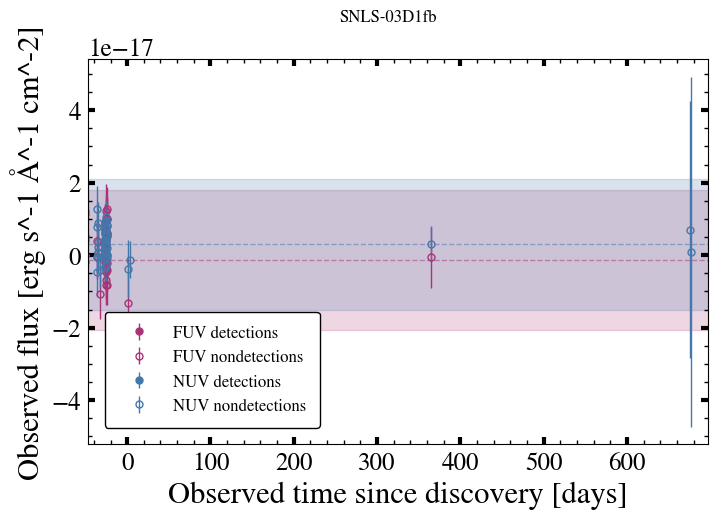 SNLS-03D1fb
1e−17
Observed flux [erg s^-1 Å^-1 cm^-2]
4
2
0
−2
−4
FUV detections
FUV nondetections
NUV detections
NUV nondetections
0 100 200 300 400 500 600
Observed time since discovery [days]